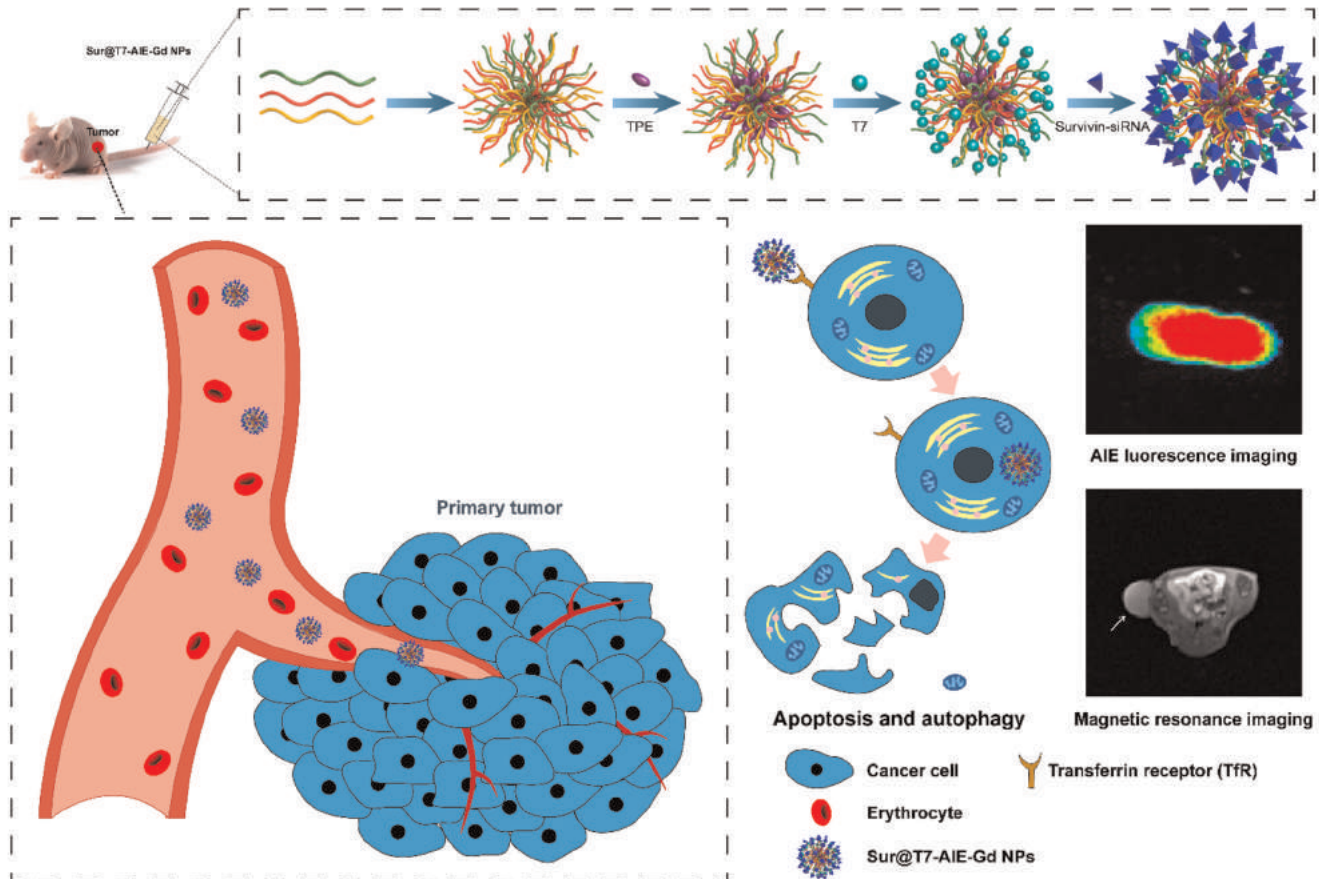 Sur@T7-AIE-Gd NPs
Tumor
TPE
T7
Survivin-siRNA
Primary tumor
AIE luorescence imaging
Magnetic resonance imaging
Apoptosis and autophagy
Cancer cell
Transferrin receptor (TfR)
Erythrocyte
Sur@T7-AIE-Gd NPs